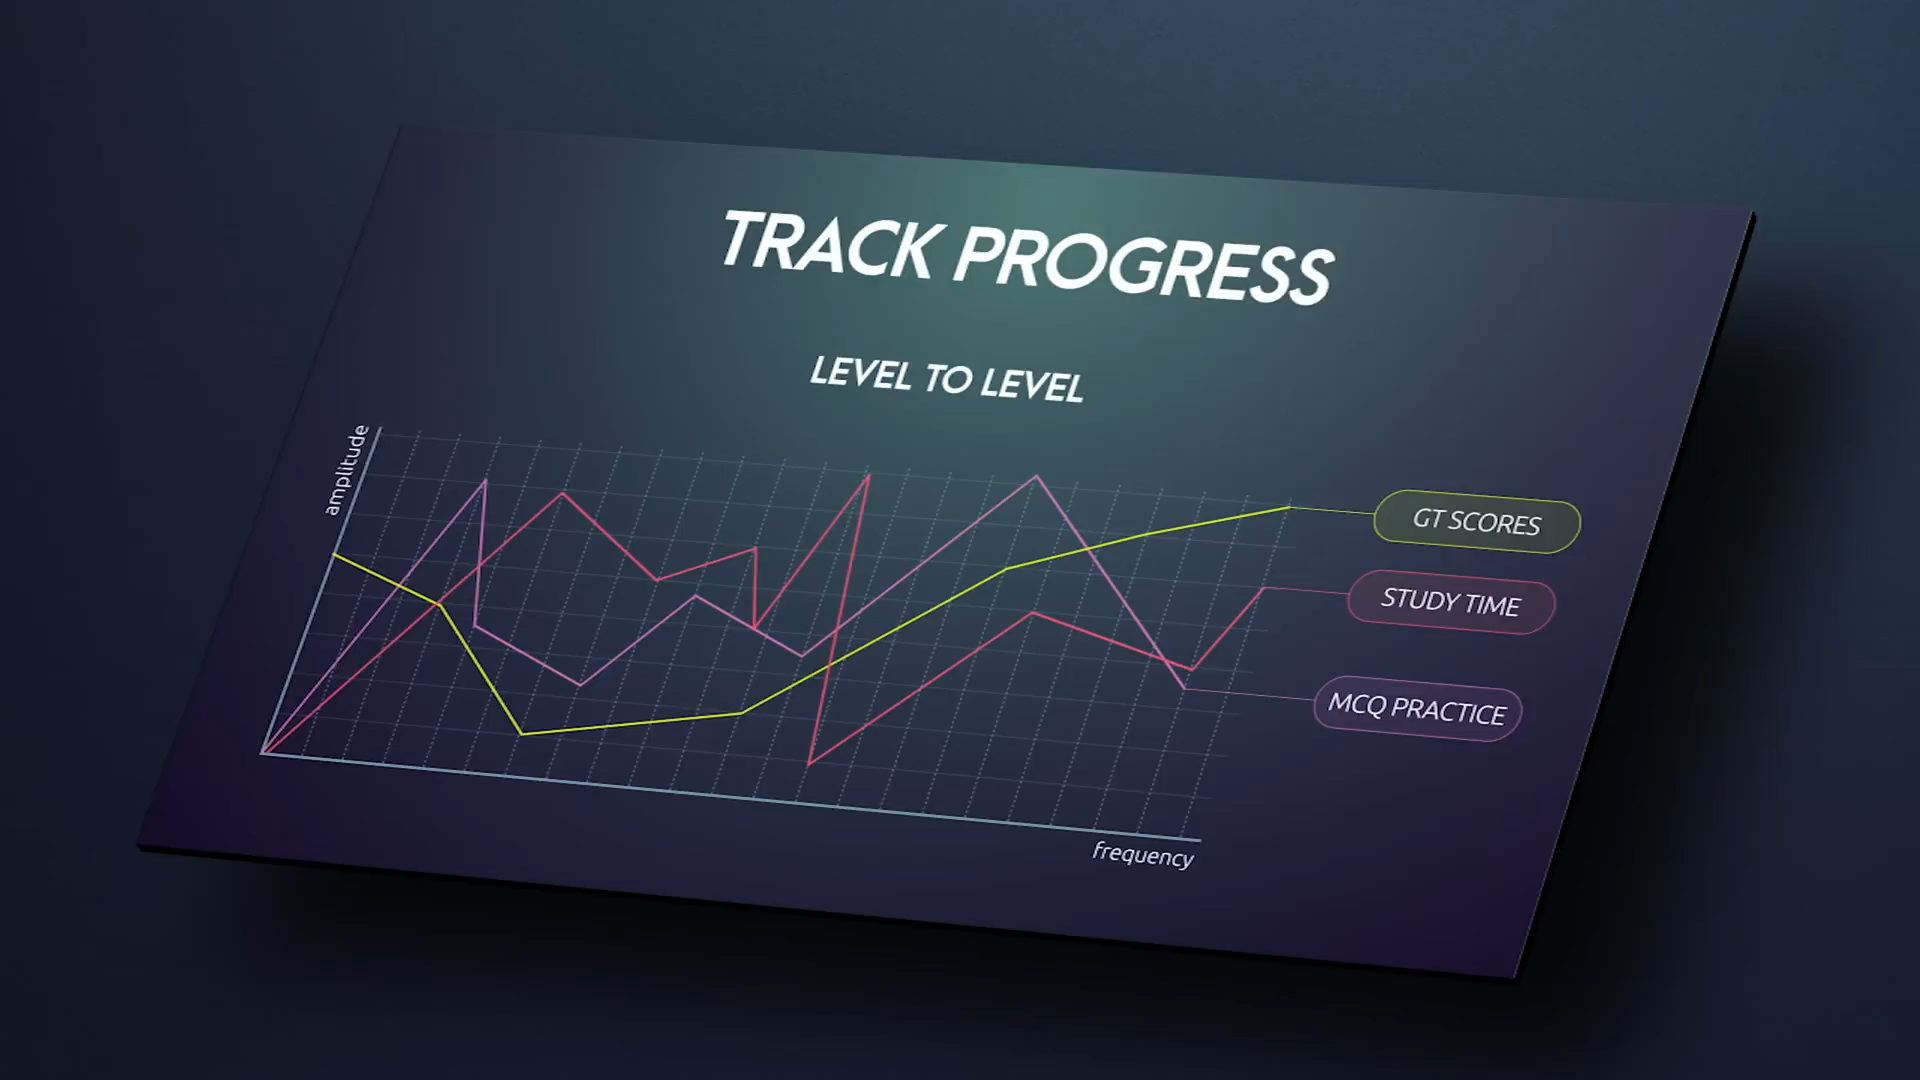 TRACK PROGRESS
LEVEL TO LEVEL
amplitude
GT SCORES
STUDY TIME
MCQ PRACTICE
frequency